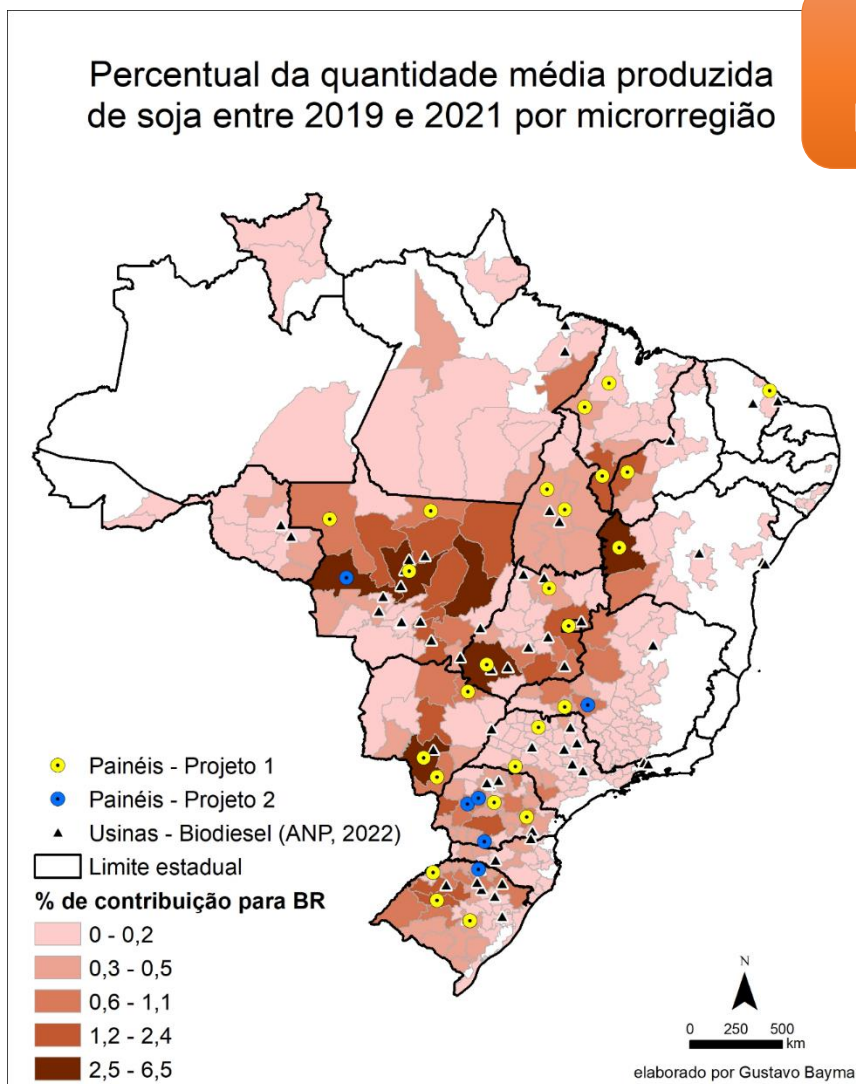 Percentual da quantidade média produzida
de soja entre 2019 e 2021 por microrregião
Painéis - Projeto 1
Painéis - Projeto 2
Usinas - Biodiesel (ANP, 2022)
Limite estadual
% de contribuição para BR
0 - 0,2
0,3 - 0,5
0,6 - 1,1
1,2 - 2,4
2,5 - 6,5
N
0 250 500
km
elaborado por Gustavo Bayma